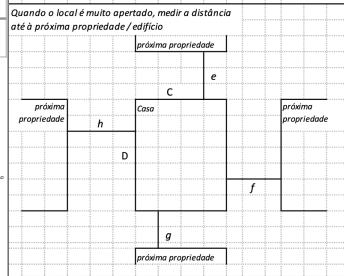 Quando o local é muito apertado, medir a distância
até à próxima propriedade / edifício
próxima propriedade
e
C
próxima
propriedade
Casa
próxima
propriedade
h
D
f
g
próxima propriedade